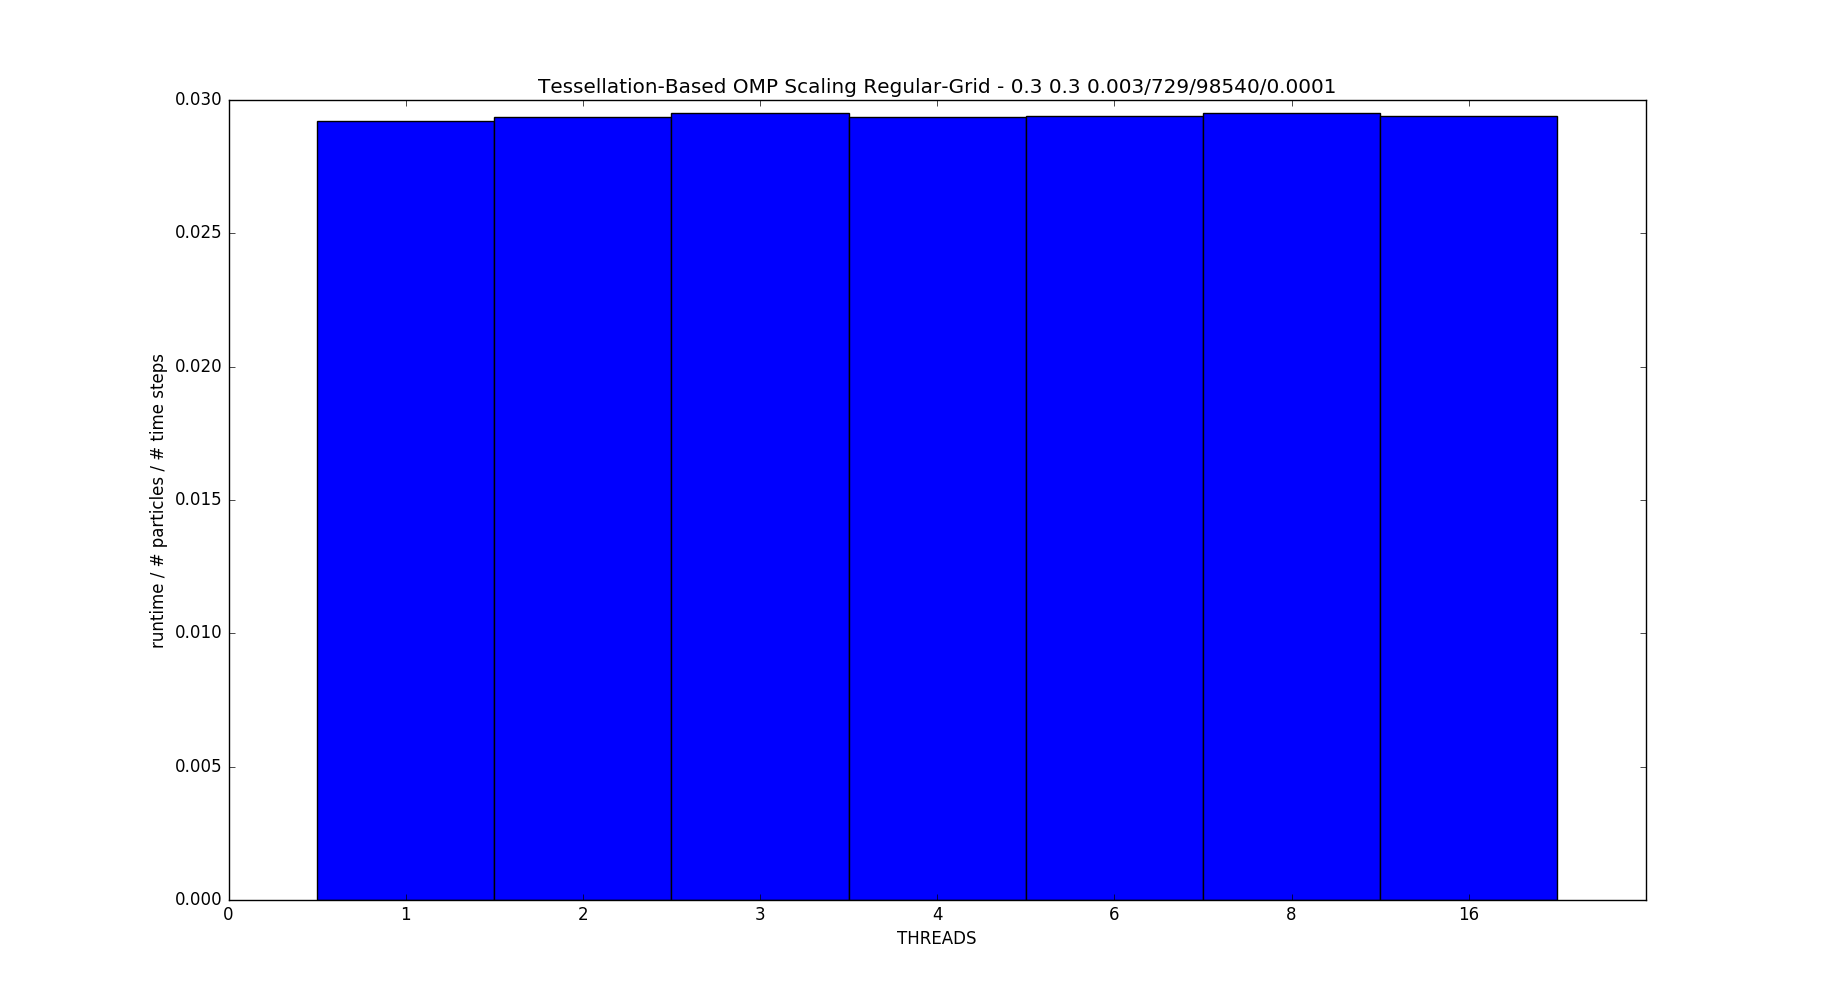 Tessellation-Based OMP Scaling Regular-Grid - 0.3 0.3 0.003/729/98540/0.0001
0.030
0.025
0.020
0.015
0.010
0.005
0.000
runtime / # particles / # time steps
0 1 2 3 4 6 8 16
THREADS